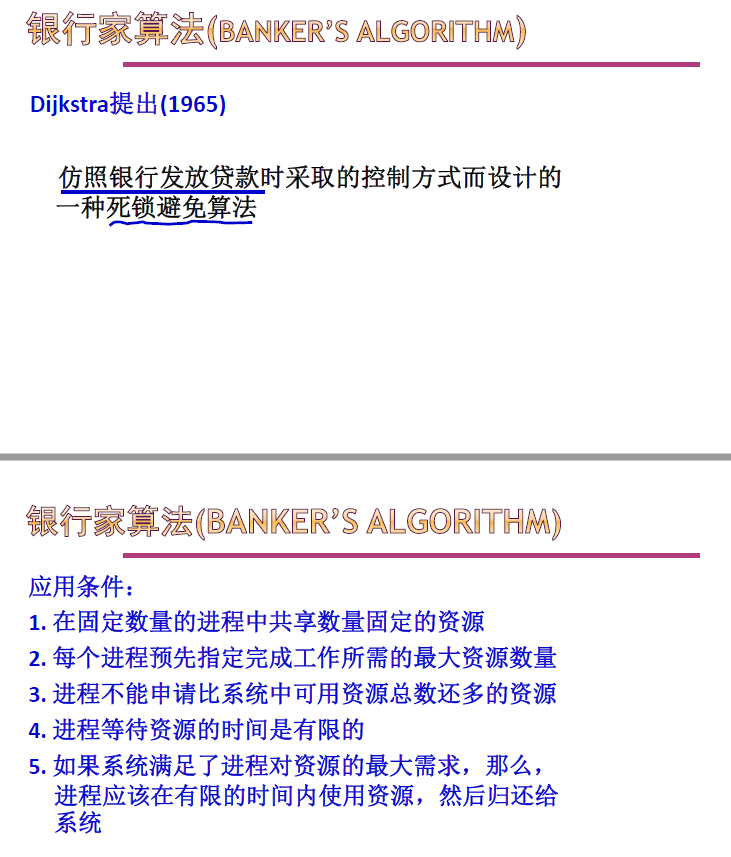 银行家算法(BANKER’S ALGORITHM)
Dijkstra提出(1965)
仿照银行发放贷款时采取的控制方式而设计的
一种死锁避免算法
银行家算法(BANKER’S ALGORITHM)
应用条件：
1. 在固定数量的进程中共享数量固定的资源
2. 每个进程预先指定完成工作所需的最大资源数量
3. 进程不能申请比系统中可用资源总数还多的资源
4. 进程等待资源的时间是有限的
5. 如果系统满足了进程对资源的最大需求，那么，
进程应该在有限的时间内使用资源，然后归还给
系统